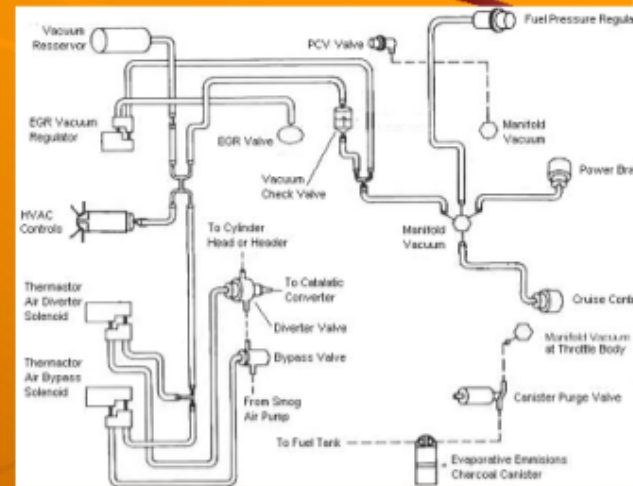 Vacuum
Resservor
PCV Valve
Fuel Pressure Regula
EGR Vacuum
Regulator
EGR Valve
Vacuum
Check Valve
Manifold
Vacuum
Power Bra
HVAC
Controls
To Cylinder
Head or Header
Manifold
Vacuum
To Catalatic
Converter
Cruise Cont
Thermactor
Air Diverter
Solenoid
Diverter Valve
Manifold Vacuum
at Throttle Body
Thermactor
Air Bypass
Solenoid
Bypass Valve
From Smog
Air Pump
Canister Purge Valve
To Fuel Tank
Evaporative Emmisions
Charcoal Canister